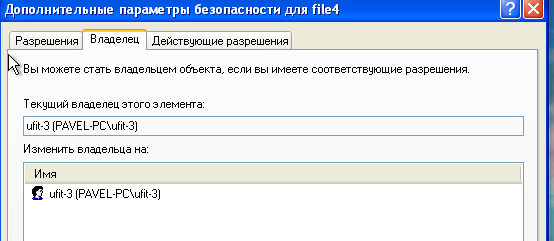 Дополнительные параметры безопасности для file4
Разрешения Владелец Действующие разрешения
Вы можете стать владельцем объекта, если вы имеете соответствующие разрешения.
Текущий владелец этого элемента:
ufit-3 (PAVEL-PC\ufit-3)
Изменить владельца на:
Имя
ufit-3 (PAVEL-PC\ufit-3)